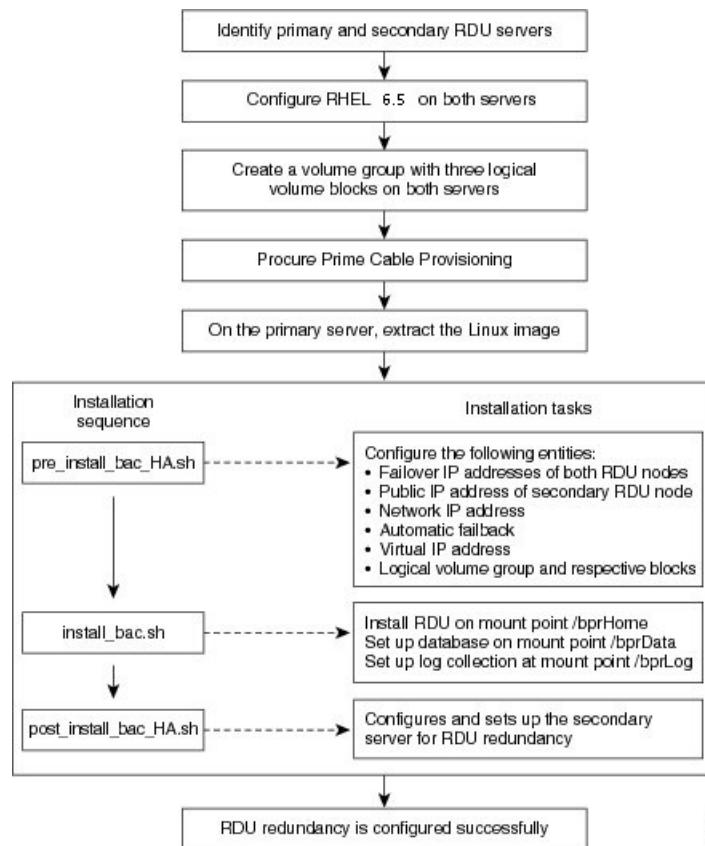 Identify primary and secondary RDU servers
Configure RHEL 6.5 on both servers
Create a volume group with three logical
volume blocks on both servers
Procure Prime Cable Provisioning
On the primary server, extract the Linux image
Installation
sequence
Installation tasks
pre_install_bac_HA.sh
Configure the following entities:
• Failover IP addresses of both RDU nodes
• Public IP address of secondary RDU node
• Network IP address
• Automatic failback
• Virtual IP address
• Logical volume group and respective blocks
install_bac.sh
Install RDU on mount point /bprHome
Set up database on mount point /bprData
Set up log collection at mount point /bprLog
post_install_bac_HA.sh
Configures and sets up the secondary
server for RDU redundancy
RDU redundancy is configured successfully